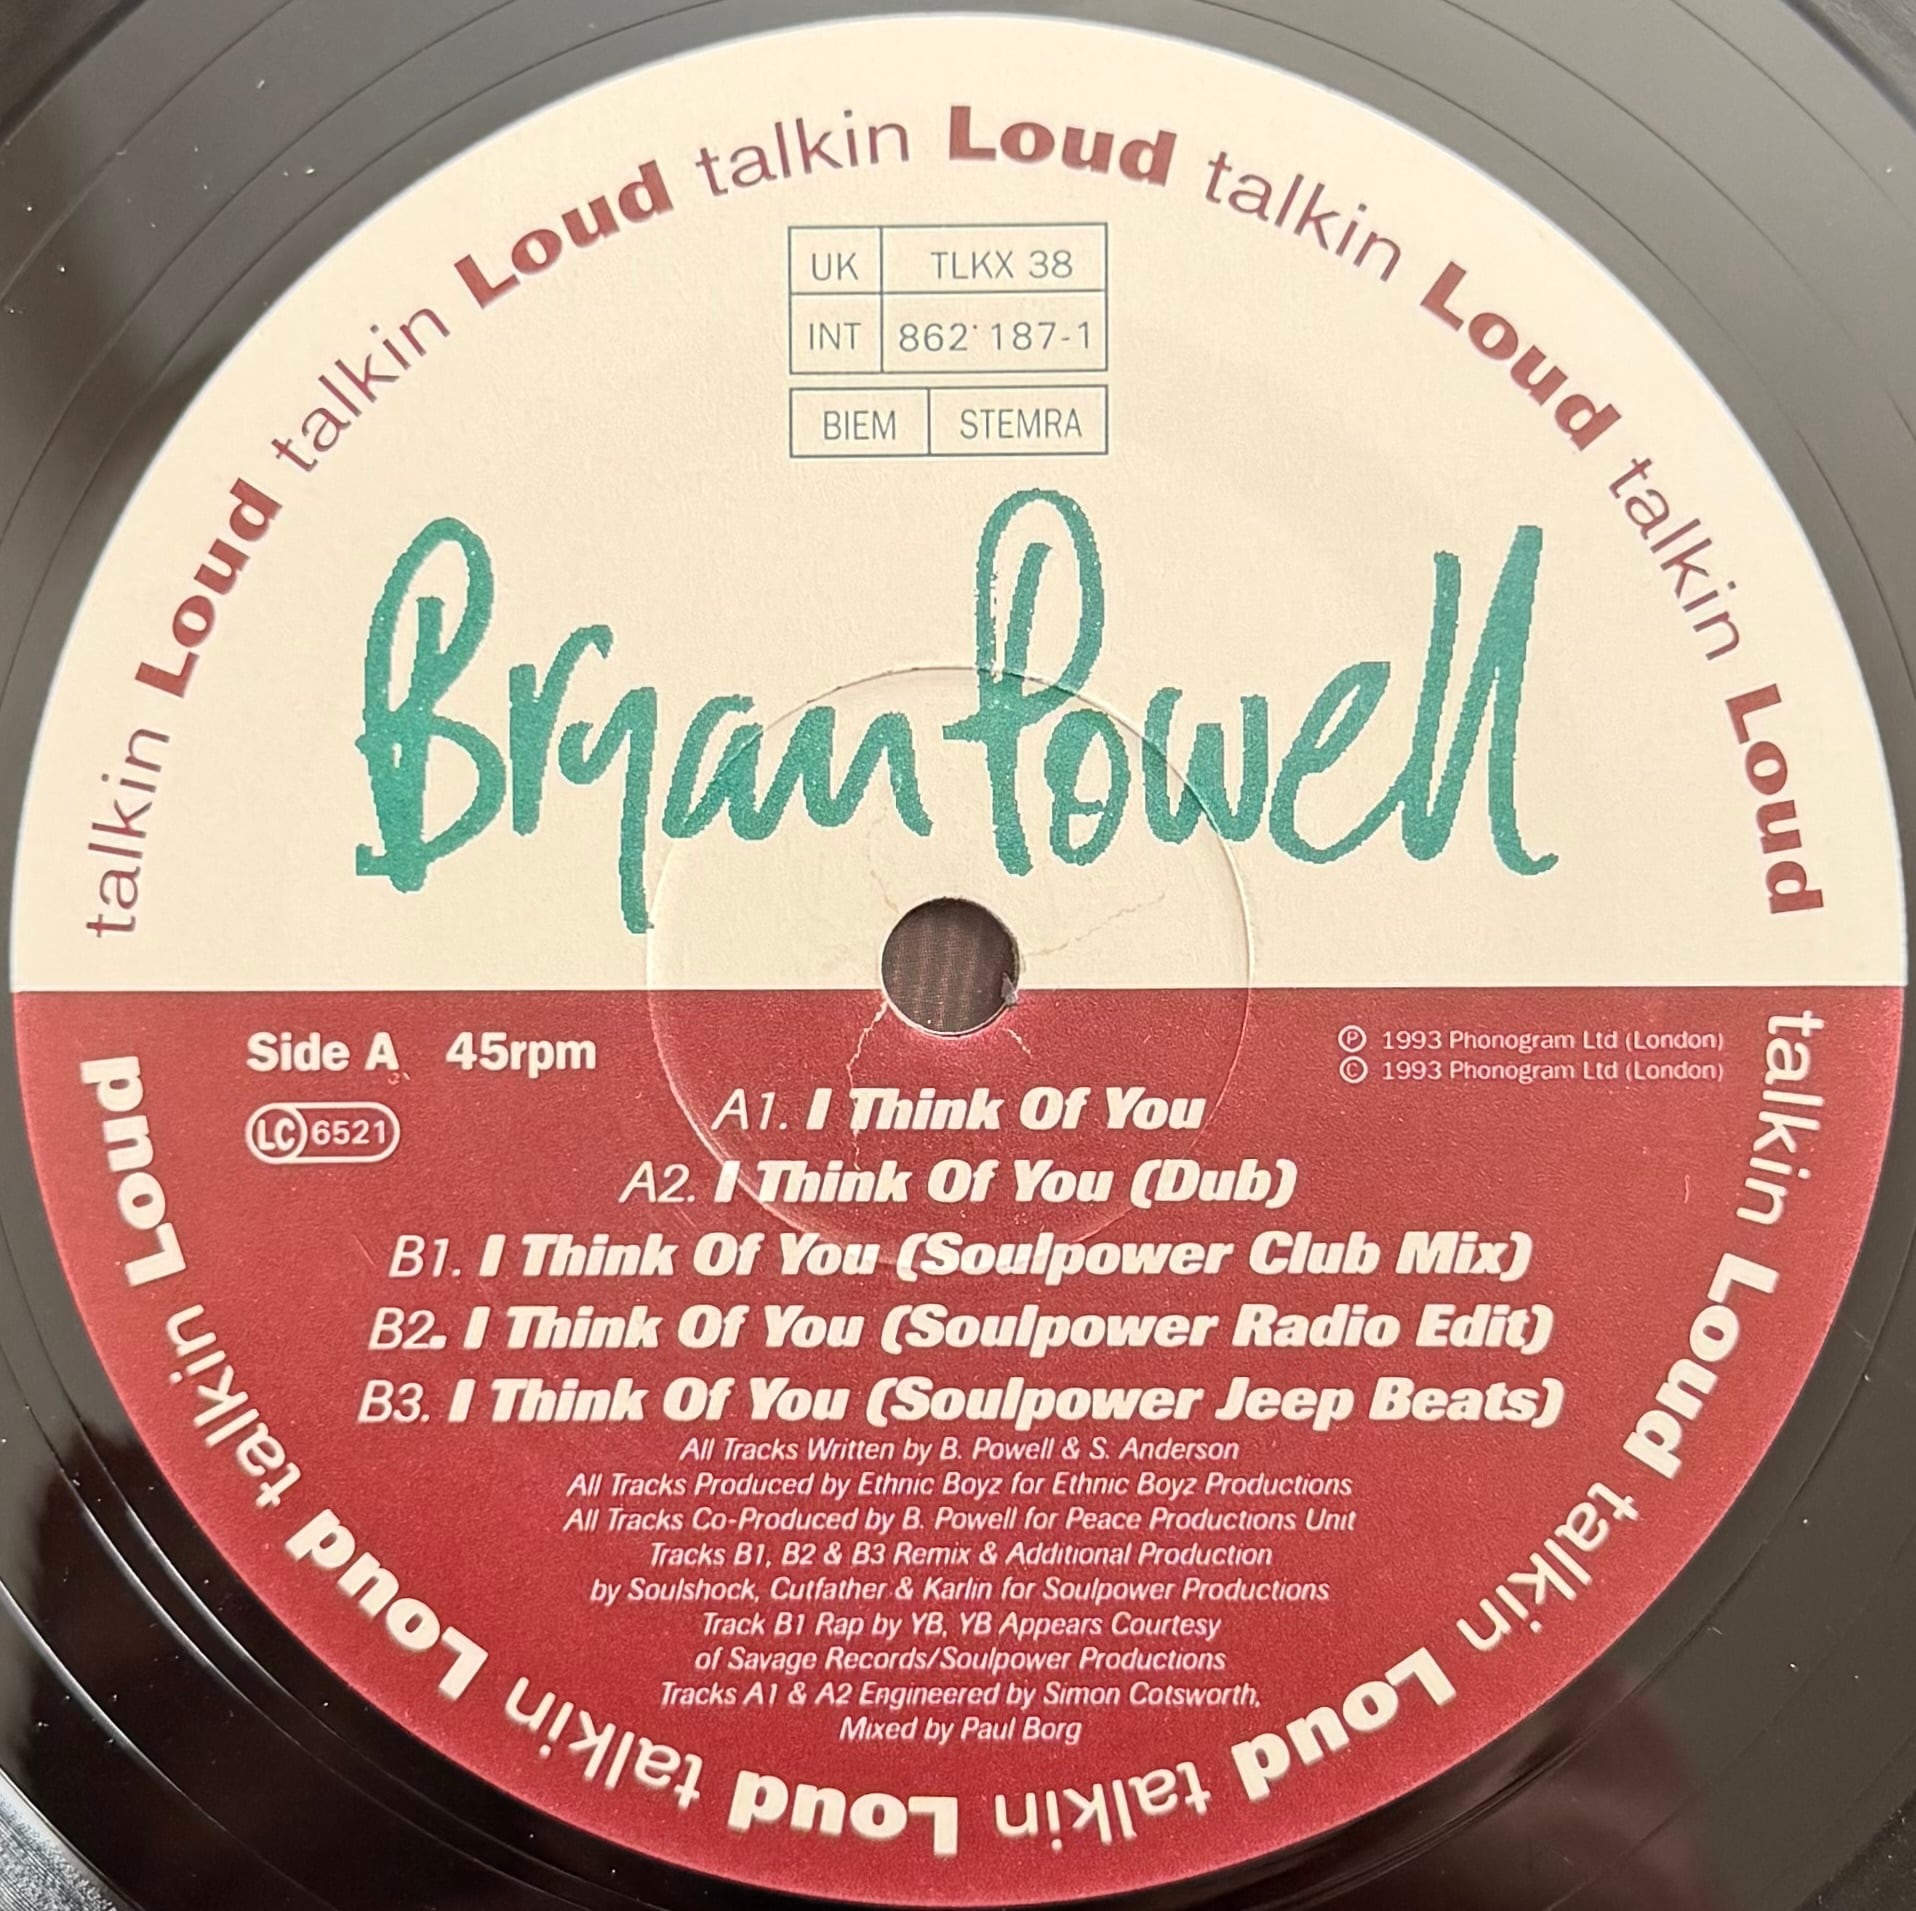 talkin Loud talkin Loud talkin Loud talkin Loud talkin Loud talkin Loud talkin Loud talkin Loud talkin Loud talkin Loud talkin Loud
UK TLKX 38
INT 862 187-1
BIEM STEMRA
Bryan Powell
Side A 45rpm
℗ 1993 Phonogram Ltd (London)
© 1993 Phonogram Ltd (London)
LC 6521
A1. I Think Of You
A2. I Think Of You (Dub)
B1. I Think Of You (Soulpower Club Mix)
B2. I Think Of You (Soulpower Radio Edit)
B3. I Think Of You (Soulpower Jeep Beats)
All Tracks Written by B. Powell & S. Anderson
All Tracks Produced by Ethnic Boyz for Ethnic Boyz Productions
All Tracks Co-Produced by B. Powell for Peace Productions Unit
Tracks B1, B2 & B3 Remix & Additional Production
by Soulshock, Cutfather & Karlin for Soulpower Productions
Track B1 Rap by YB, YB Appears Courtesy
of Savage Records/Soulpower Productions
Tracks A1 & A2 Engineered by Simon Cotsworth,
Mixed by Paul Borg